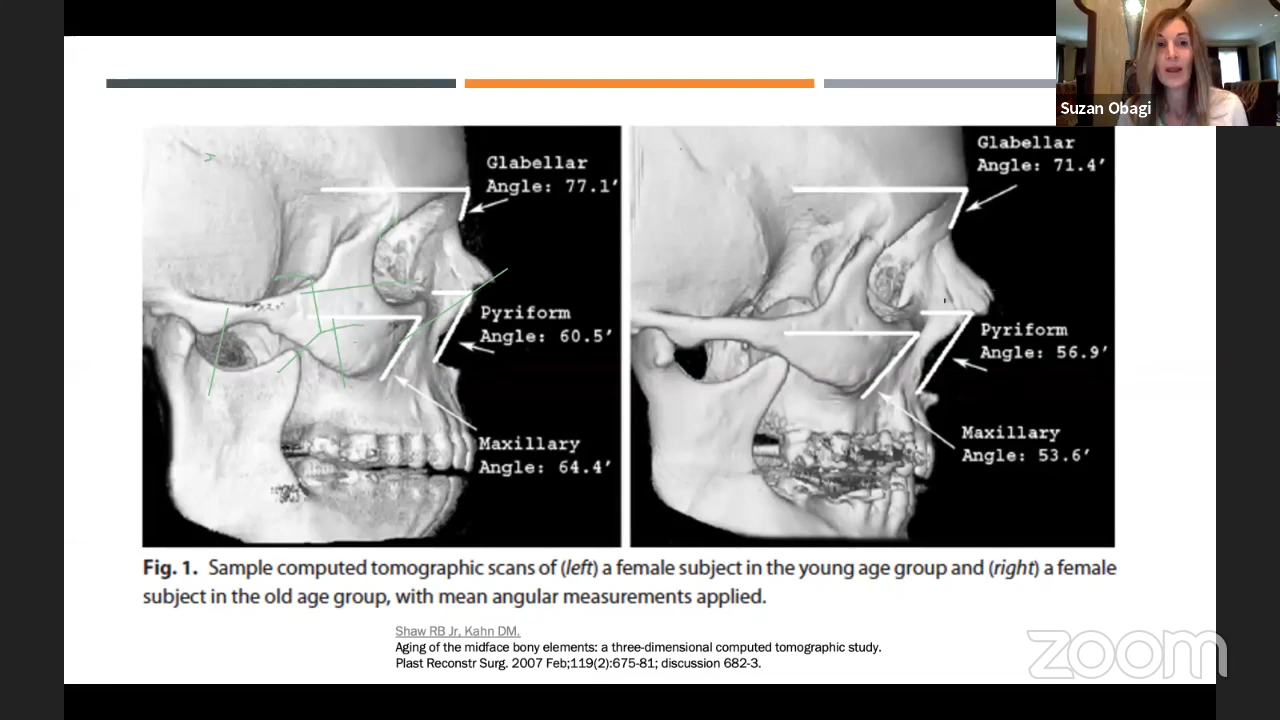 Suzan Obagi
Glabellar
Angle: 77.1'
Pyriform
Angle: 60.5'
Maxillary
Angle: 64.4'
Glabellar
Angle: 71.4'
Pyriform
Angle: 56.9'
Maxillary
Angle: 53.6'
Fig. 1. Sample computed tomographic scans of (left) a female subject in the young age group and (right) a female
subject in the old age group, with mean angular measurements applied.
Shaw RB Jr, Kahn DM.
Aging of the midface bony elements: a three-dimensional computed tomographic study.
Plast Reconstr Surg. 2007 Feb;119(2):675-81; discussion 682-3.
zoom